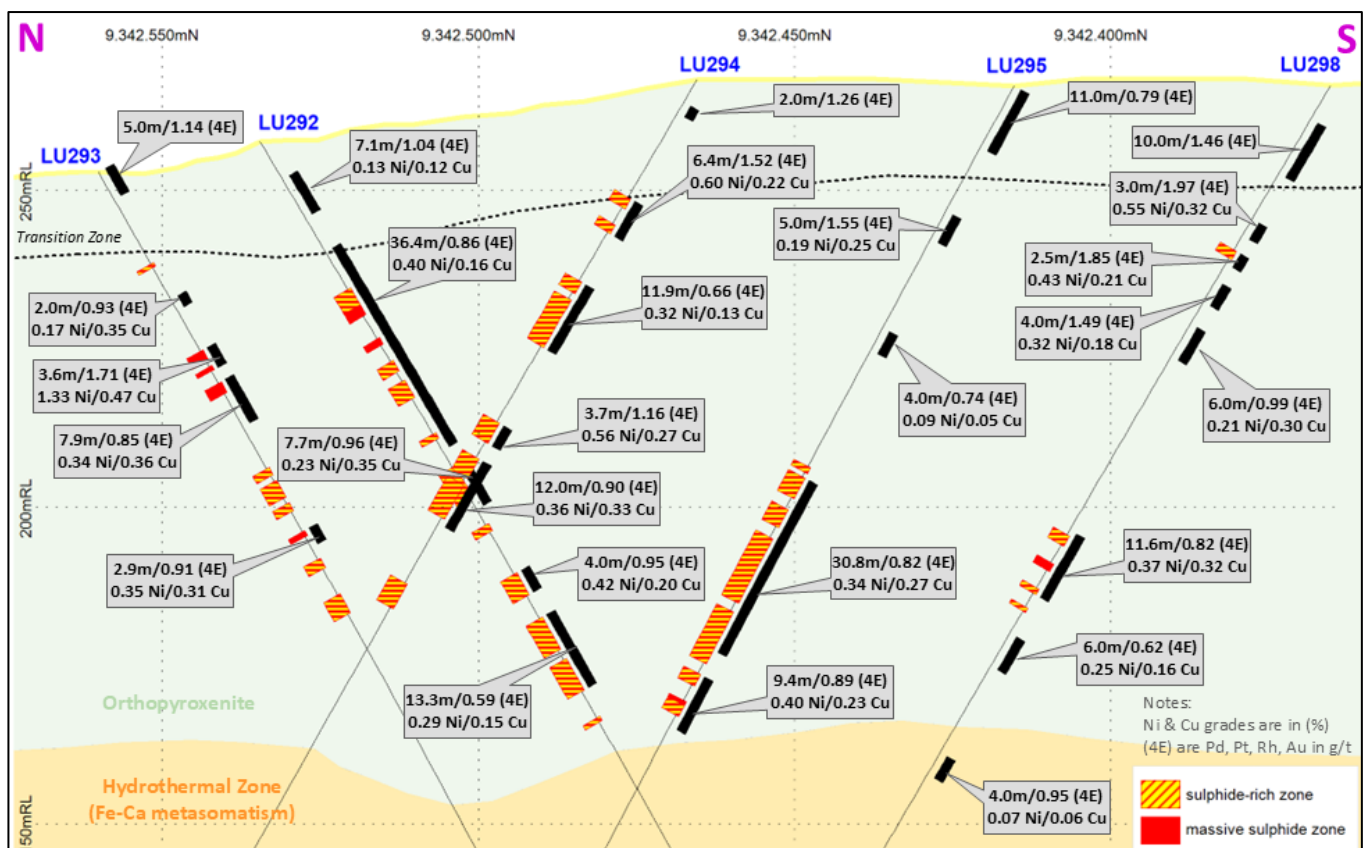 N
9.342.550mN
9.342.500mN
9.342.450mN
9.342.400mN
S
LU293
LU292
LU294
LU295
LU298
5.0m/1.14 (4E)
7.1m/1.04 (4E)
0.13 Ni/0.12 Cu
2.0m/1.26 (4E)
11.0m/0.79 (4E)
10.0m/1.46 (4E)
6.4m/1.52 (4E)
0.60 Ni/0.22 Cu
3.0m/1.97 (4E)
0.55 Ni/0.32 Cu
250mRL
Transition Zone
36.4m/0.86 (4E)
0.40 Ni/0.16 Cu
5.0m/1.55 (4E)
0.19 Ni/0.25 Cu
2.5m/1.85 (4E)
0.43 Ni/0.21 Cu
2.0m/0.93 (4E)
0.17 Ni/0.35 Cu
11.9m/0.66 (4E)
0.32 Ni/0.13 Cu
4.0m/1.49 (4E)
0.32 Ni/0.18 Cu
3.6m/1.71 (4E)
1.33 Ni/0.47 Cu
4.0m/0.74 (4E)
0.09 Ni/0.05 Cu
6.0m/0.99 (4E)
0.21 Ni/0.30 Cu
7.9m/0.85 (4E)
0.34 Ni/0.36 Cu
7.7m/0.96 (4E)
0.23 Ni/0.35 Cu
3.7m/1.16 (4E)
0.56 Ni/0.27 Cu
200mRL
12.0m/0.90 (4E)
0.36 Ni/0.33 Cu
2.9m/0.91 (4E)
0.35 Ni/0.31 Cu
4.0m/0.95 (4E)
0.42 Ni/0.20 Cu
30.8m/0.82 (4E)
0.34 Ni/0.27 Cu
11.6m/0.82 (4E)
0.37 Ni/0.32 Cu
6.0m/0.62 (4E)
0.25 Ni/0.16 Cu
13.3m/0.59 (4E)
0.29 Ni/0.15 Cu
9.4m/0.89 (4E)
0.40 Ni/0.23 Cu
Orthopyroxenite
Notes:
Ni & Cu grades are in (%)
(4E) are Pd, Pt, Rh, Au in g/t
Hydrothermal Zone
(Fe-Ca metasomatism)
50mRL
4.0m/0.95 (4E)
0.07 Ni/0.06 Cu
sulphide-rich zone
massive sulphide zone